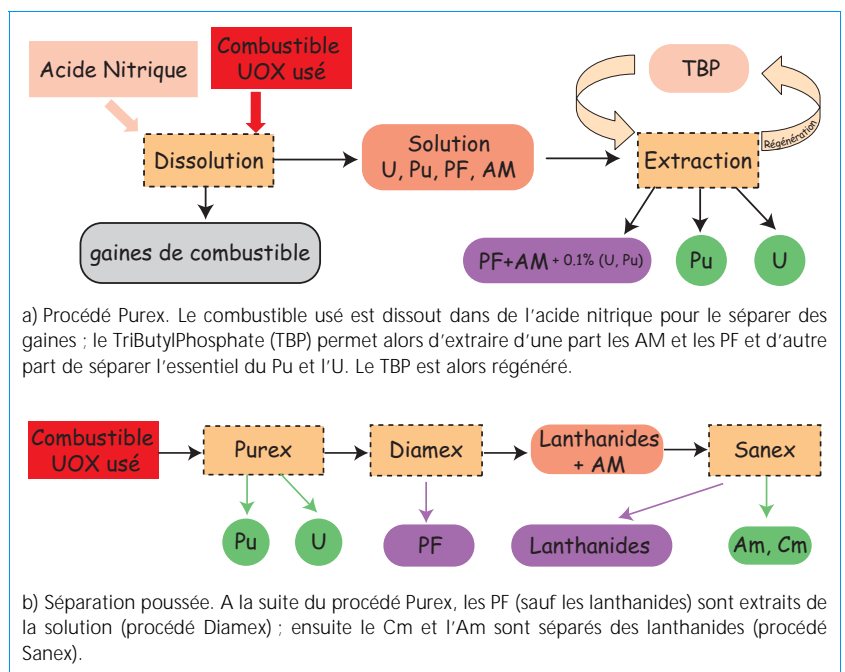 Acide Nitrique
Combustible
UOX usé
TBP
Régénération
Dissolution
Solution
U, Pu, PF, AM
Extraction
gaines de combustible
PF+AM + 0.1% (U, Pu)
Pu
U
a) Procédé Purex. Le combustible usé est dissout dans de l'acide nitrique pour le séparer des
gaines ; le TriButylPhosphate (TBP) permet alors d'extraire d'une part les AM et les PF et d'autre
part de séparer l'essentiel du Pu et l'U. Le TBP est alors régénéré.
Combustible
UOX usé
Purex
Diamex
Lanthanides
+ AM
Sanex
Pu
U
PF
Lanthanides
Am, Cm
b) Séparation poussée. A la suite du procédé Purex, les PF (sauf les lanthanides) sont extraits de
la solution (procédé Diamex) ; ensuite le Cm et l'Am sont séparés des lanthanides (procédé
Sanex).